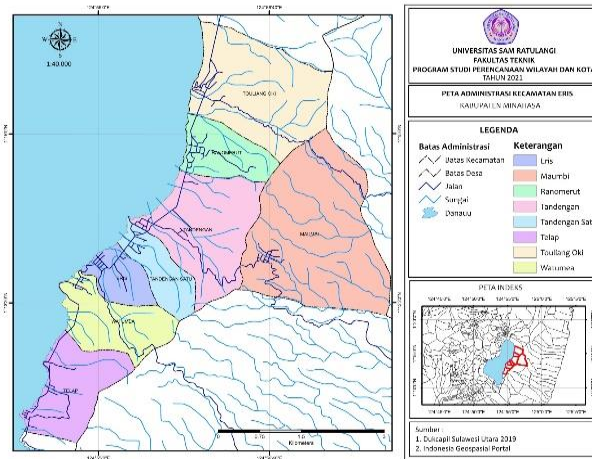 1:40.000
TOULIANG OKI
RANOMERUT
TANDENGAN
MAUMBI
TANDENGAN SATU
ERIS
WATUMEA
TELAP
Kilometers
UNIVERSITAS SAM RATULANGI
FAKULTAS TEKNIK
PROGRAM STUDI PERENCANAAN WILAYAH DAN KOTA
TAHUN 2021
PETA ADMINISTRASI KECAMATAN ERIS
KABUPATEN MINAHASA
LEGENDA
Batas Administrasi
Batas Kecamatan
Batas Desa
Jalan
Sungai
Danau
Keterangan
Eris
Maumbi
Ranomerut
Tandengan
Tandengan Sat
Telap
Touliang Oki
Watumea
PETA INDEKS
Sumber :
1. Dukcapil Sulawesi Utara 2019
2. Indonesia Geospasial Portal